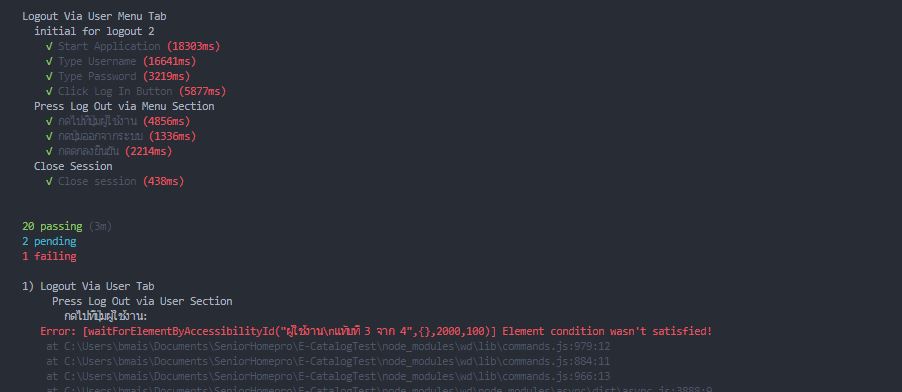 Logout Via User Menu Tab
initial for logout 2
√ Start Application (18303ms)
√ Type Username (16641ms)
√ Type Password (3219ms)
√ Click Log In Button (5877ms)
Press Log Out via Menu Section
√ กดไปที่ปุ่มผู้ใช้งาน (4856ms)
√ กดปุ่มออกจากระบบ (1336ms)
√ กดตกลงยืนยัน (2214ms)
Close Session
√ Close session (438ms)
20 passing (3m)
2 pending
1 failing
1) Logout Via User Tab
Press Log Out via User Section
กดไปที่ปุ่มผู้ใช้งาน:
Error: [waitForElementByAccessibilityId("ผู้ใช้งาน\nแท็บที่ 3 จาก 4",{},2000,100)] Element condition wasn't satisfied!
at C:\Users\bmais\Documents\SeniorHomepro\E-CatalogTest\node_modules\wd\lib\commands.js:979:12
at C:\Users\bmais\Documents\SeniorHomepro\E-CatalogTest\node_modules\wd\lib\commands.js:884:11
at C:\Users\bmais\Documents\SeniorHomepro\E-CatalogTest\node_modules\wd\lib\commands.js:966:13
at C:\Users\bmais\Documents\SeniorHomepro\E-CatalogTest\node_modules\wd\node_modules\async\dist\async.js:3888:9